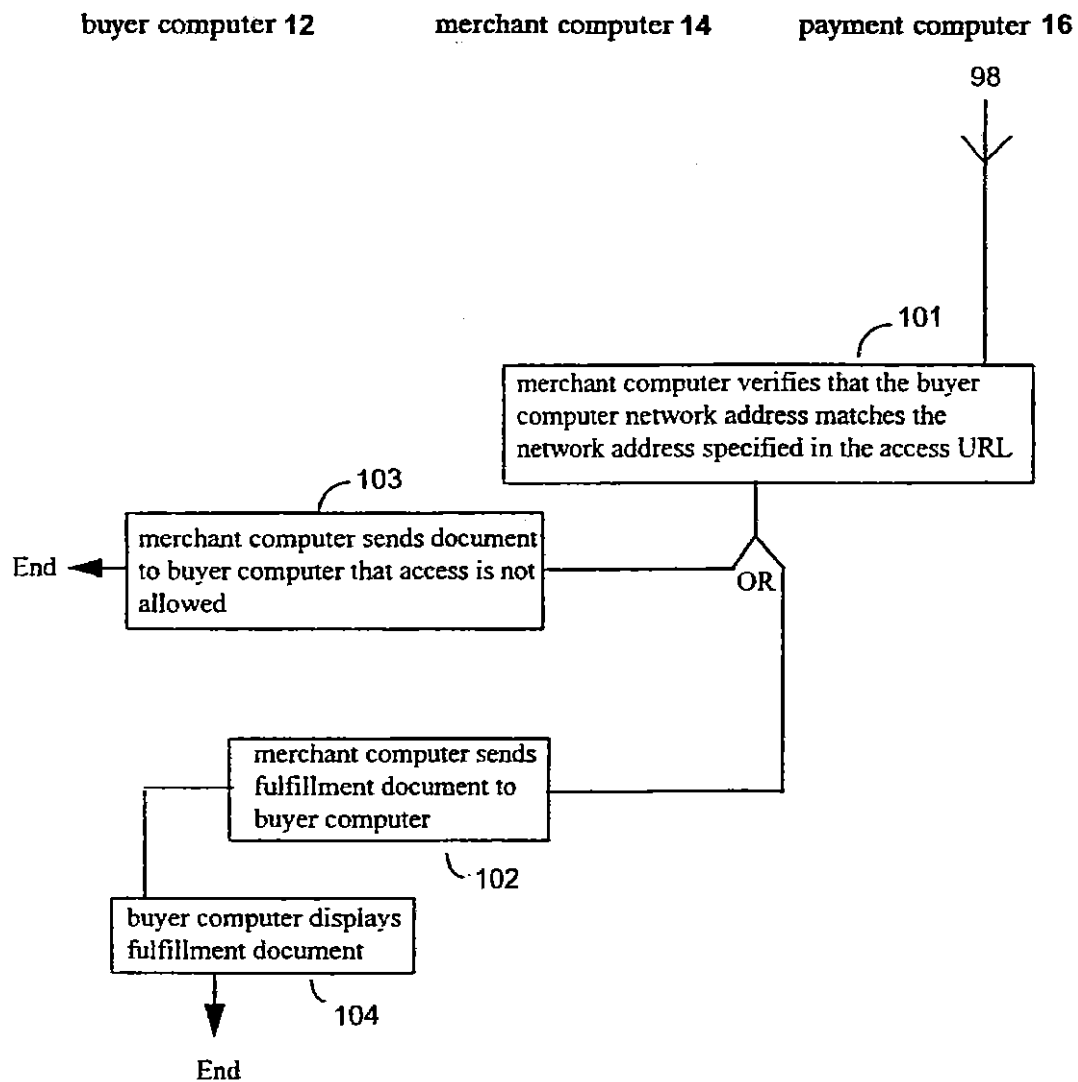 buyer computer 12 merchant computer 14 payment computer 16
98
101
merchant computer verifies that the buyer
computer network address matches the
network address specified in the access URL
103
merchant computer sends document
to buyer computer that access is not
allowed
End
OR
merchant computer sends
fulfillment document to
buyer computer
102
buyer computer displays
fulfillment document
104
End